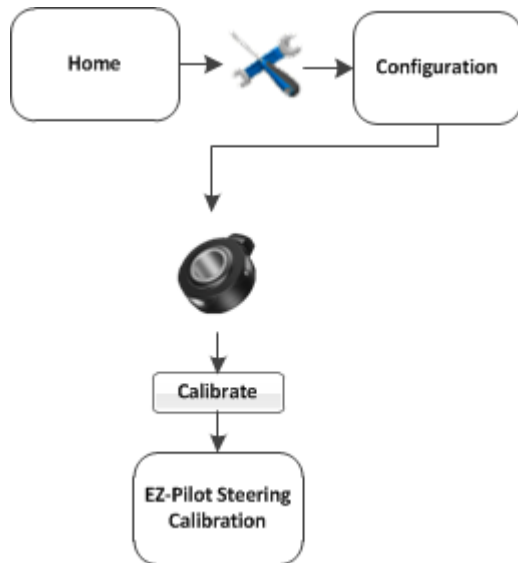 Home
Configuration
Calibrate
EZ-Pilot Steering
Calibration